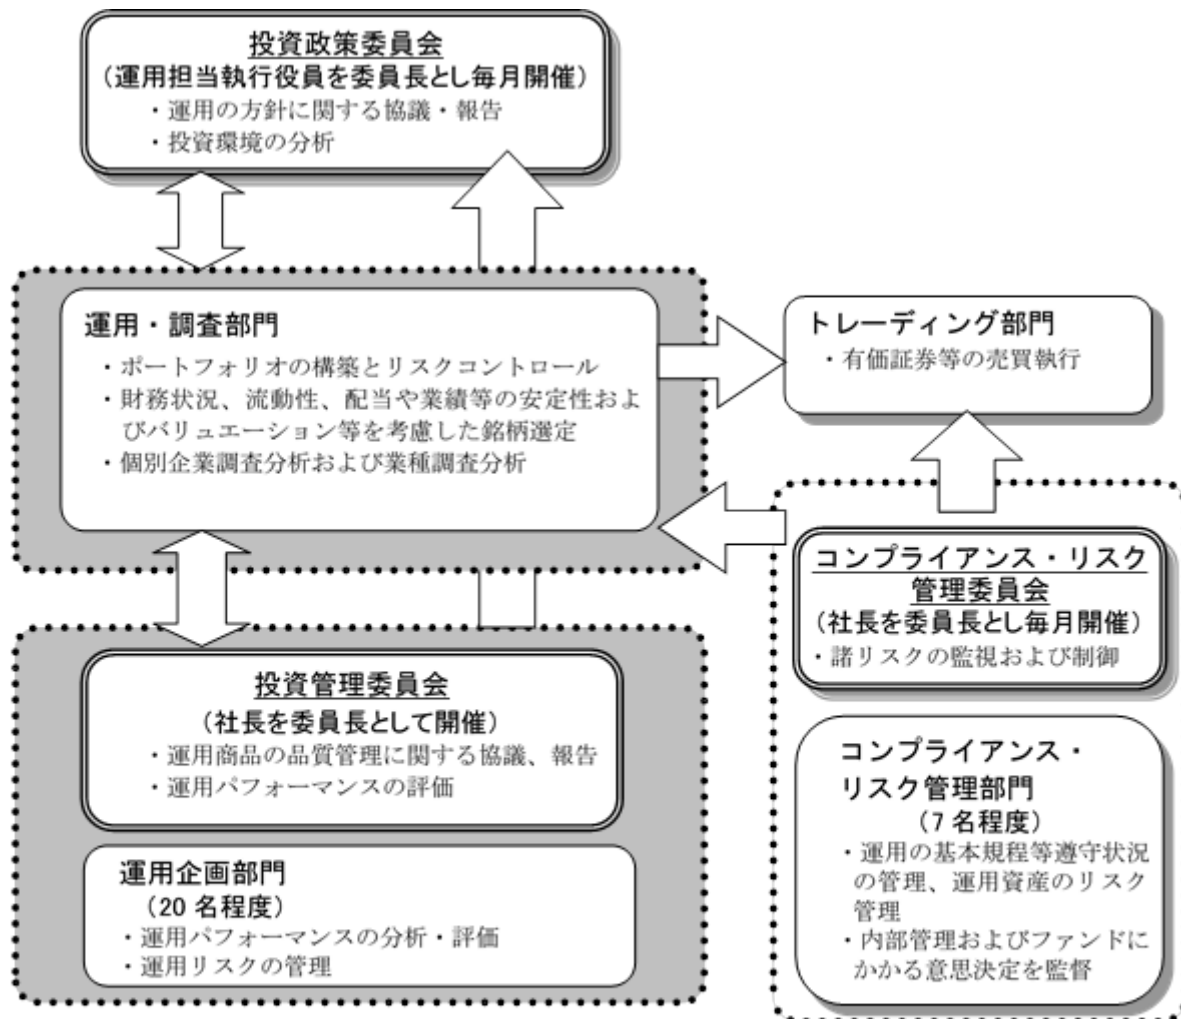 投資政策委員会
(運用担当執行役員を委員長とし毎月開催)
・運用の方針に関する協議・報告
・投資環境の分析
運用・調査部門
・ポートフォリオの構築とリスクコントロール
・財務状況、流動性、配当や業績等の安定性およ
びバリュエーション等を考慮した銘柄選定
・個別企業調査分析および業種調査分析
トレーディング部門
・有価証券等の売買執行
コンプライアンス・リスク
管理委員会
(社長を委員長とし毎月開催)
・諸リスクの監視および制御
投資管理委員会
(社長を委員長として開催)
・運用商品の品質管理に関する協議、報告
・運用パフォーマンスの評価
運用企画部門
(20 名程度)
・運用パフォーマンスの分析・評価
・運用リスクの管理
コンプライアンス・
リスク管理部門
(7 名程度)
・運用の基本規程等遵守状況
の管理、運用資産のリスク
管理
・内部管理およびファンドに
かかる意思決定を監督